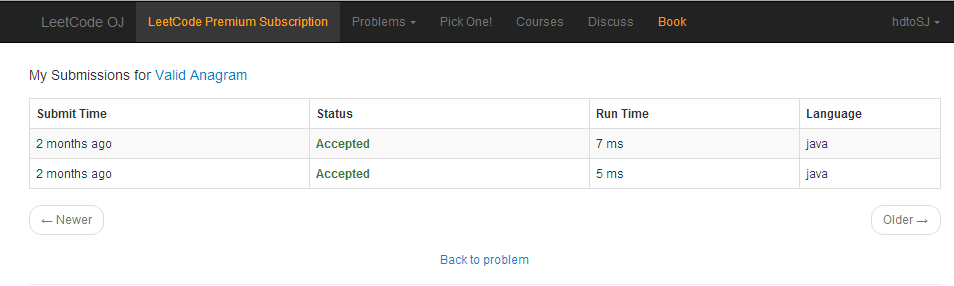 LeetCode OJ LeetCode Premium Subscription Problems Pick One! Courses Discuss Book hdtoSJ
My Submissions for Valid Anagram
Submit Time Status Run Time Language
2 months ago Accepted 7 ms java
2 months ago Accepted 5 ms java
← Newer Older →
Back to problem